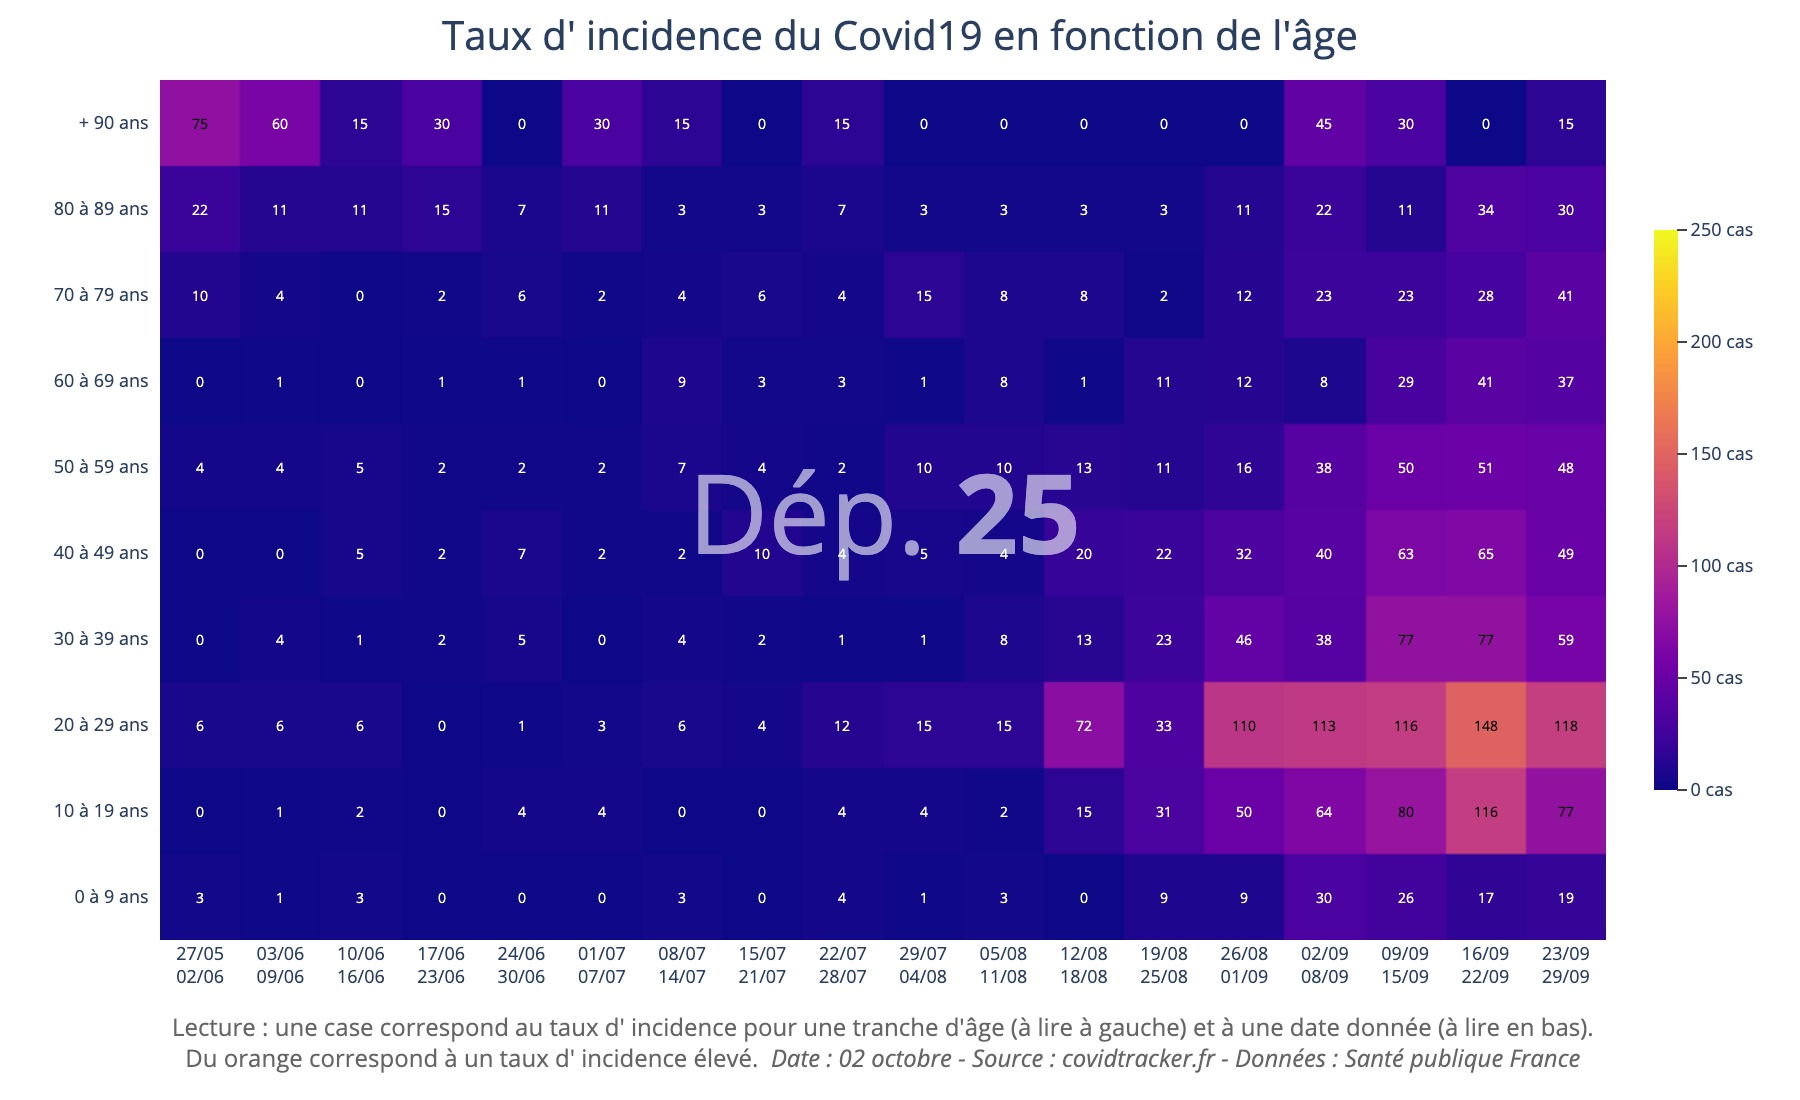 Taux d' incidence du Covid19 en fonction de l'âge
+ 90 ans 75 60 15 30 0 30 15 0 15 0 0 0 0 0 45 30 0 15
80 à 89 ans 22 11 11 15 7 11 3 3 7 3 3 3 3 11 22 11 34 30
250 cas
70 à 79 ans 10 4 0 2 6 2 4 6 4 15 8 8 2 12 23 23 28 41
200 cas
60 à 69 ans 0 1 0 1 1 0 9 3 3 1 8 1 11 12 8 29 41 37
150 cas
50 à 59 ans 4 4 5 2 2 2 7 4 2 10 10 13 11 16 38 50 51 48
Dép. 25
40 à 49 ans 0 0 5 2 7 2 2 10 4 5 4 20 22 32 40 63 65 49
100 cas
30 à 39 ans 0 4 1 2 5 0 4 2 1 1 8 13 23 46 38 77 77 59
50 cas
20 à 29 ans 6 6 6 0 1 3 6 4 12 15 15 72 33 110 113 116 148 118
0 cas
10 à 19 ans 0 1 2 0 4 4 0 0 4 4 2 15 31 50 64 80 116 77
0 à 9 ans 3 1 3 0 0 0 3 0 4 1 3 0 9 9 30 26 17 19
27/05 03/06 10/06 17/06 24/06 01/07 08/07 15/07 22/07 29/07 05/08 12/08 19/08 26/08 02/09 09/09 16/09 23/09
02/06 09/06 16/06 23/06 30/06 07/07 14/07 21/07 28/07 04/08 11/08 18/08 25/08 01/09 08/09 15/09 22/09 29/09
Lecture : une case correspond au taux d' incidence pour une tranche d'âge (à lire à gauche) et à une date donnée (à lire en bas).
Du orange correspond à un taux d' incidence élevé. Date : 02 octobre - Source : covidtracker.fr - Données : Santé publique France